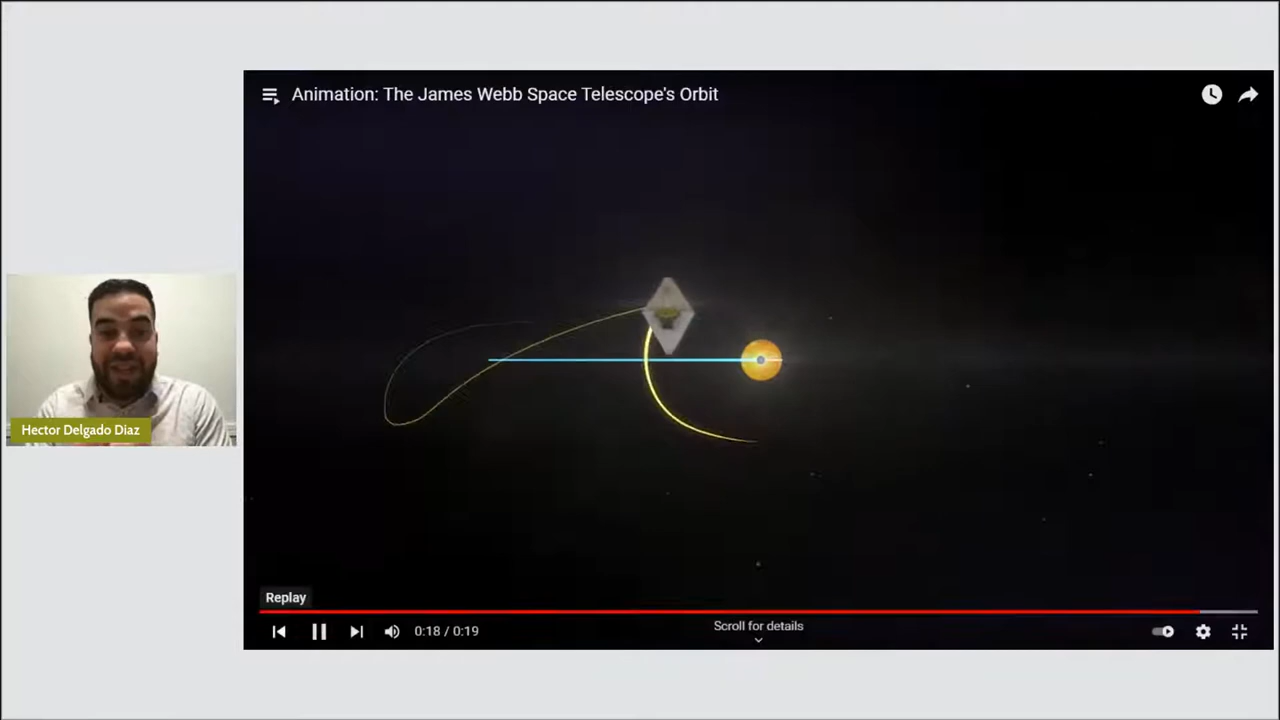 Animation: The James Webb Space Telescope's Orbit
Hector Delgado Diaz
Replay
0:18 / 0:19
Scroll for details